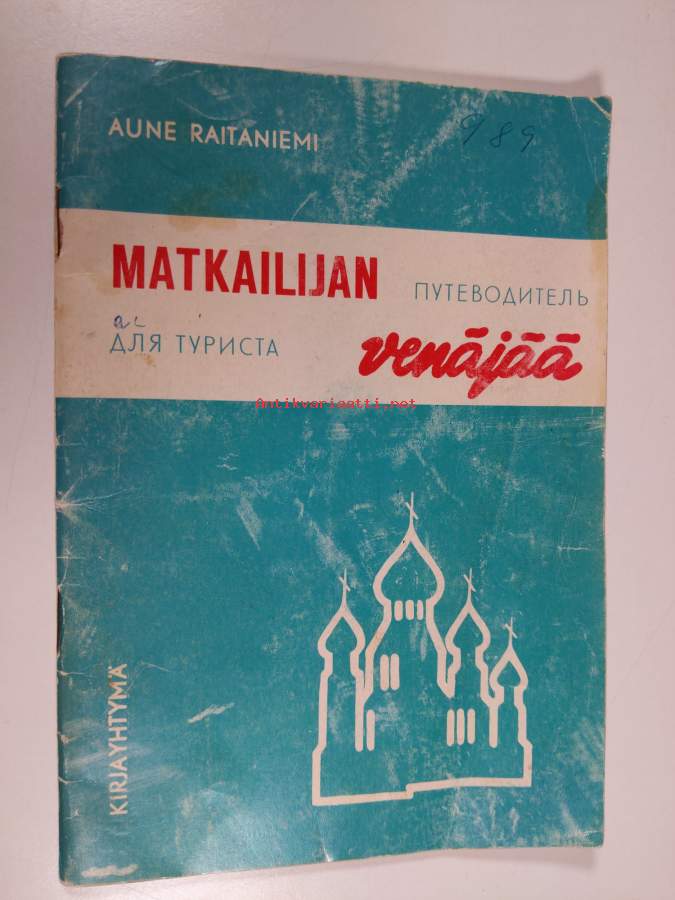 AUNE RAITANIEMI
989
MATKAILIJAN ПУТЕВОДИТЕЛЬ
ДЛЯ ТУРИСТА venäjää
Antikvariaatti.net
KIRJAYHTYMÄ